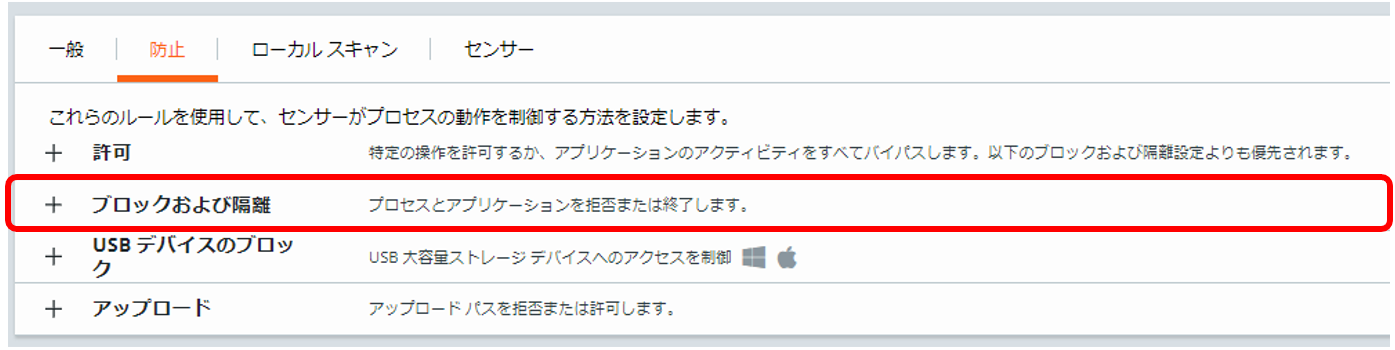 一般 防止 ローカル スキャン センサー
これらのルールを使用して、センサーがプロセスの動作を制御する方法を設定します。
許可 特定の操作を許可するか、アプリケーションのアクティビティをすべてバイパスします。以下のブロックおよび隔離設定よりも優先されます。
ブロックおよび隔離 プロセスとアプリケーションを拒否または終了します。
USB デバイスのブロッ
ク
USB 大容量ストレージ デバイスへのアクセスを制御
アップロード アップロード パスを拒否または許可します。